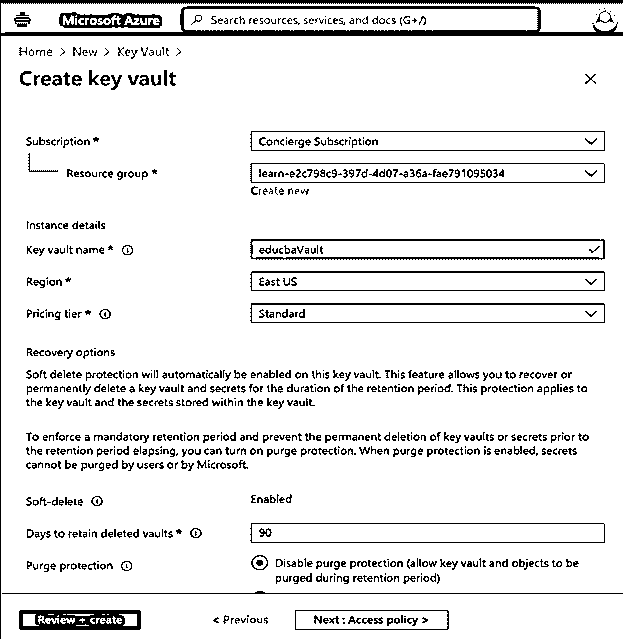 Microsoft Azure
Search resources, services, and docs (G+/)
Home > New > Key Vault >
Create key vault
Subscription *
Concierge Subscription
Resource group *
learn-e2c798c9-397d-4d07-a36a-fae791095034
Create new
Instance details
Key vault name *
educbaVault
Region *
East US
Pricing tier *
Standard
Recovery options
Soft delete protection will automatically be enabled on this key vault. This feature allows you to recover or
permanently delete a key vault and secrets for the duration of the retention period. This protection applies to
the key vault and the secrets stored within the key vault.
To enforce a mandatory retention period and prevent the permanent deletion of key vaults or secrets prior to
the retention period elapsing, you can turn on purge protection. When purge protection is enabled, secrets
cannot be purged by users or by Microsoft.
Soft-delete
Enabled
Days to retain deleted vaults *
90
Purge protection
Disable purge protection (allow key vault and objects to be
purged during retention period)
Review + create
< Previous
Next : Access policy >